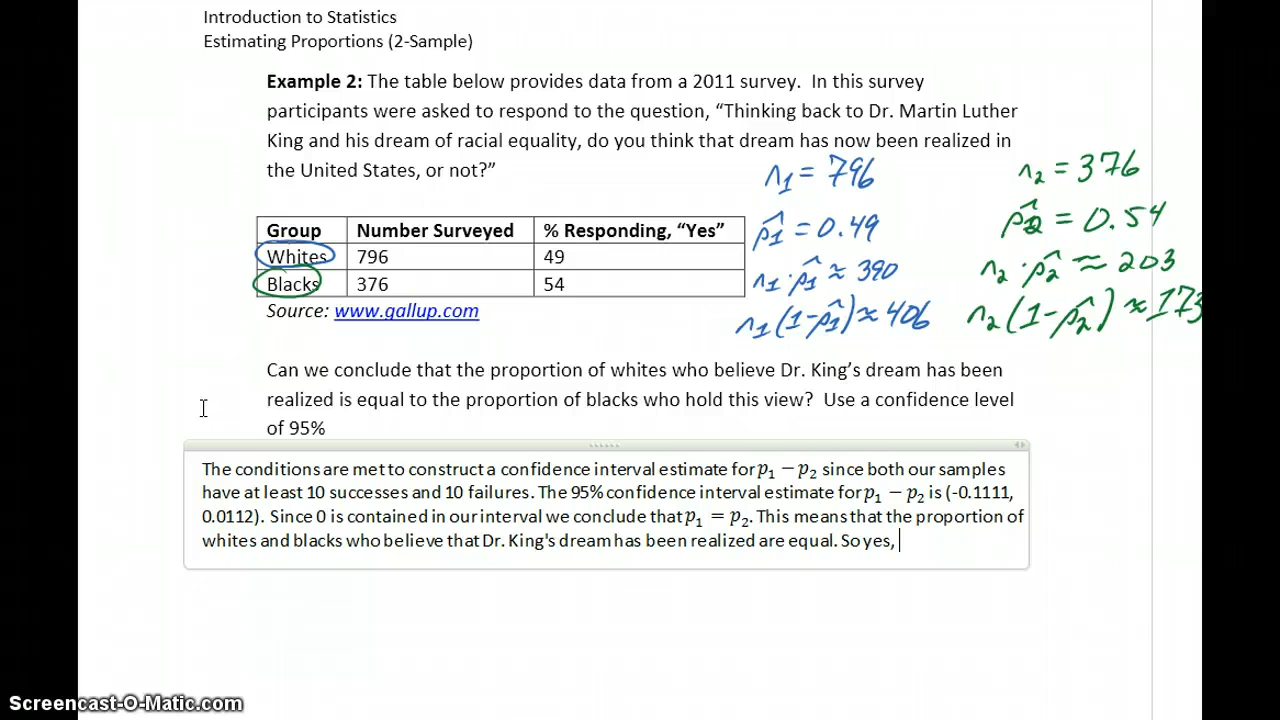 Introduction to Statistics
Estimating Proportions (2-Sample)
Example 2: The table below provides data from a 2011 survey. In this survey
participants were asked to respond to the question, “Thinking back to Dr. Martin Luther
King and his dream of racial equality, do you think that dream has now been realized in
the United States, or not?”
n₁ = 796
n₂ = 376
Group Number Surveyed % Responding, “Yes”
p̂₁ = 0.49
p̂₂ = 0.54
Whites 796 49
Blacks 376 54
n₁·p̂₁ ≈ 390
n₂·p̂₂ ≈ 203
Source: www.gallup.com
n₁(1-p̂₁) ≈ 406
n₂(1-p̂₂) ≈ 173
Can we conclude that the proportion of whites who believe Dr. King’s dream has been
realized is equal to the proportion of blacks who hold this view? Use a confidence level
of 95%
The conditions are met to construct a confidence interval estimate for p₁ − p₂ since both our samples
have at least 10 successes and 10 failures. The 95% confidence interval estimate for p₁ − p₂ is (-0.1111,
0.0112). Since 0 is contained in our interval we conclude that p₁ = p₂. This means that the proportion of
whites and blacks who believe that Dr. King's dream has been realized are equal. So yes,
Screencast-O-Matic.com